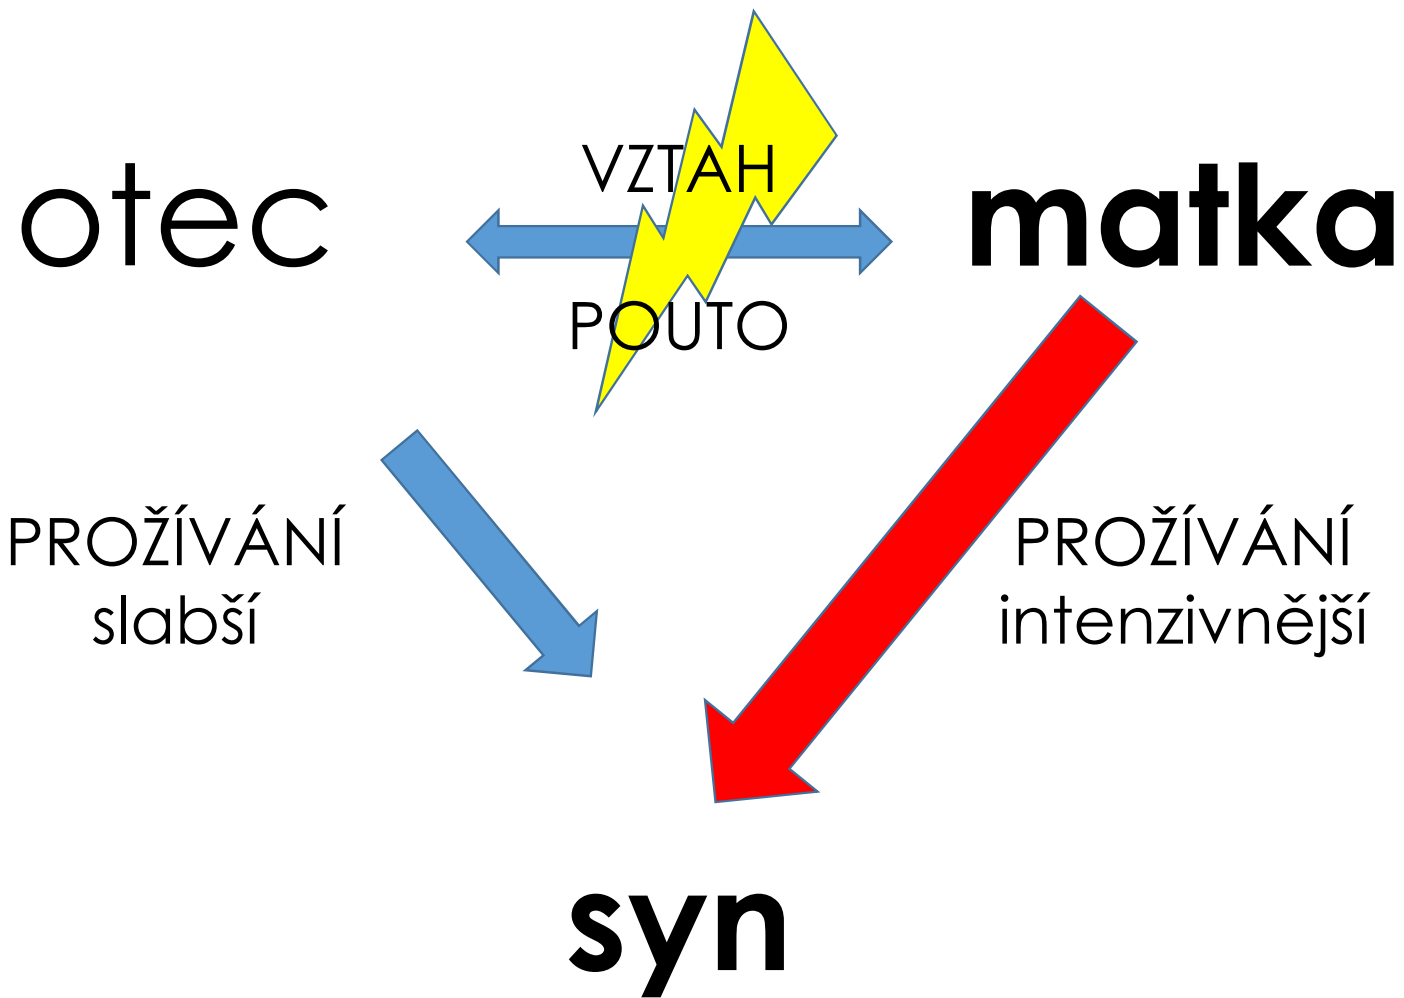 otec
VZTAH
matka
POUTO
PROŽÍVÁNÍ
slabší
PROŽÍVÁNÍ
intenzivnější
syn